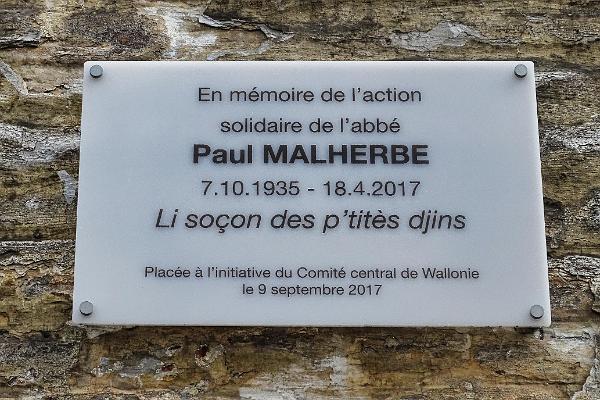 En mémoire de l'action
solidaire de l'abbé
Paul MALHERBE
7.10.1935 - 18.4.2017
Li soçon des p'titès djins
Placée à l'initiative du Comité central de Wallonie
le 9 septembre 2017